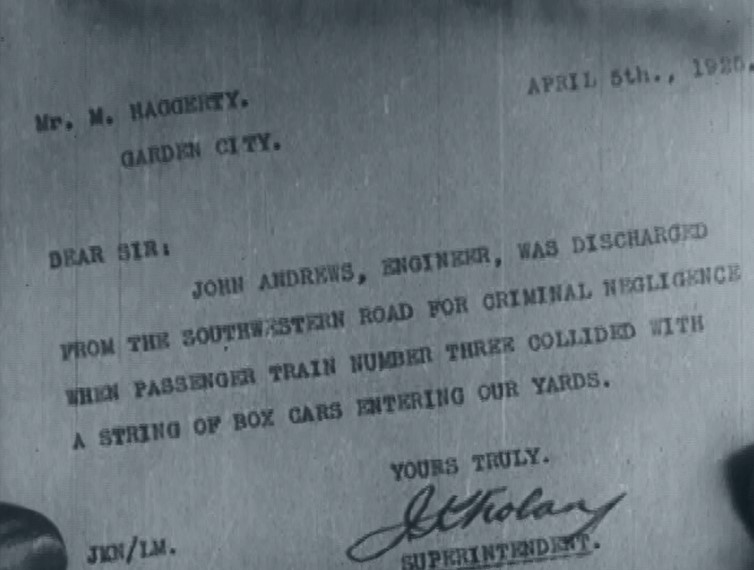 APRIL 5th., 1925.
Mr. M. HAGGERTY.
GARDEN CITY.
DEAR SIR:
JOHN ANDREWS, ENGINEER, WAS DISCHARGED
FROM THE SOUTHWESTERN ROAD FOR CRIMINAL NEGLIGENCE
WHEN PASSENGER TRAIN NUMBER THREE COLLIDED WITH
A STRING OF BOX CARS ENTERING OUR YARDS.
YOURS TRULY.
SUPERINTENDENT.
JKN/LM.